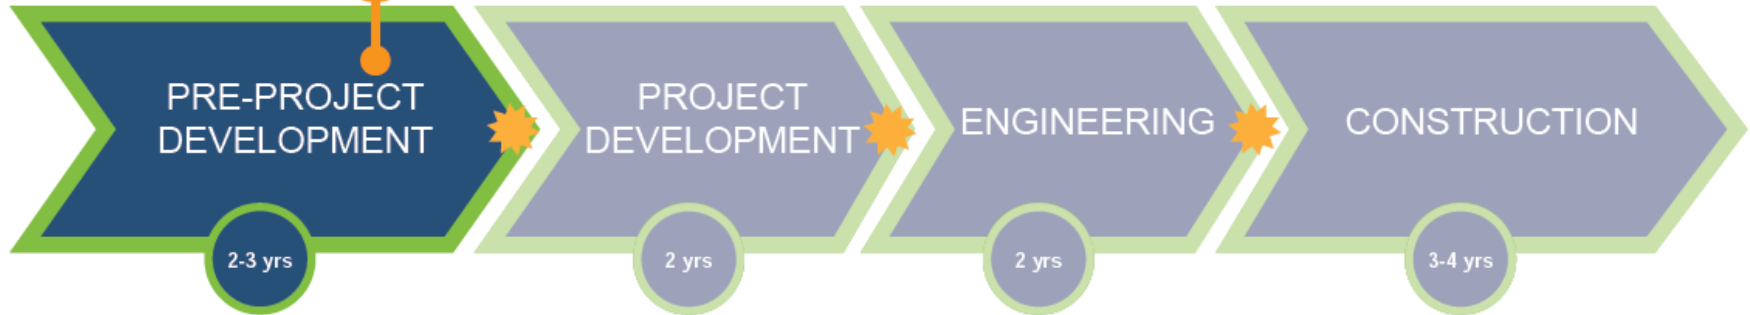 PRE-PROJECT
DEVELOPMENT
2-3 yrs
PROJECT
DEVELOPMENT
2 yrs
ENGINEERING
2 yrs
CONSTRUCTION
3-4 yrs